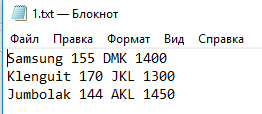 1.txt — Блокнот
Файл Правка Формат Вид Справка
Samsung 155 DMK 1400
Klenguit 170 JKL 1300
Jumbolak 144 AKL 1450